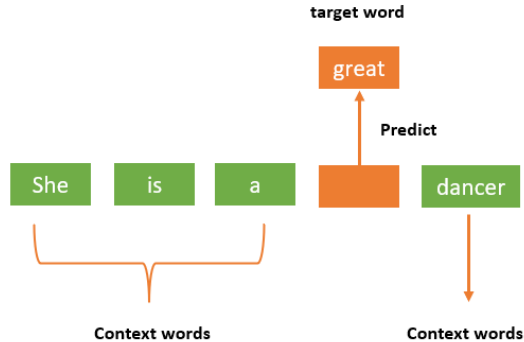 target word
great
Predict
She is a dancer
Context words Context words